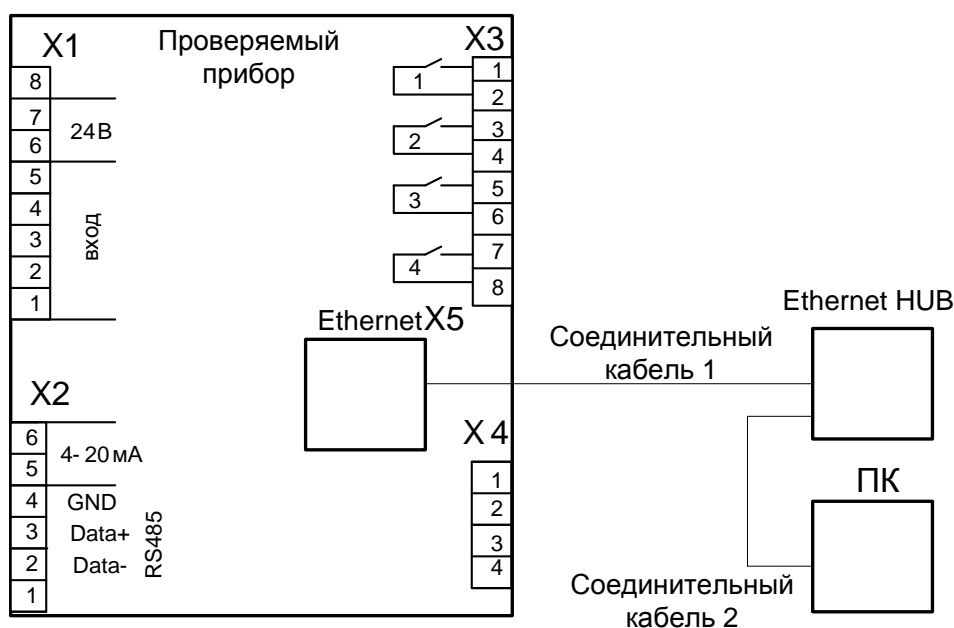 X1
Проверяемый
прибор
X3
8
7
6
24В
5
4
3
2
1
вход
1
1
2
2
3
4
3
5
6
4
7
8
Ethernet X5
Ethernet HUB
Соединительный
кабель 1
X2
6
5
4-20 мА
4
GND
3
Data+
2
Data-
1
RS485
X 4
1
2
3
4
ПК
Соединительный
кабель 2